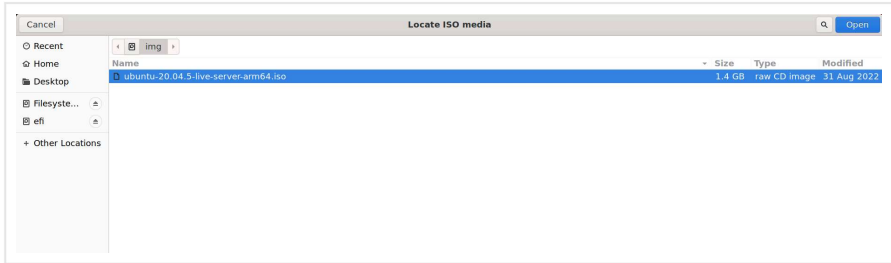 Cancel Locate ISO media Open
Recent
Home
Desktop
Filesyste...
efi
+ Other Locations
img
Name Size Type Modified
ubuntu-20.04.5-live-server-arm64.iso 1.4 GB raw CD image 31 Aug 2022